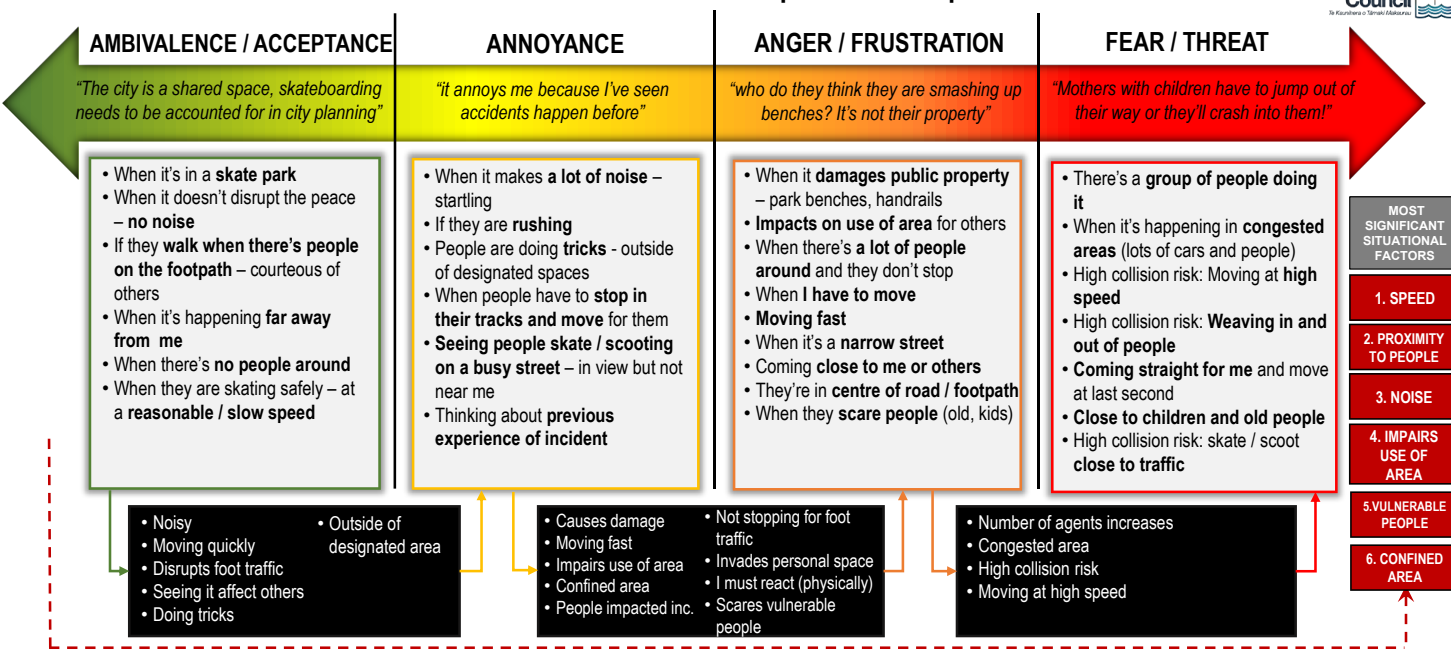 Council
Te Kaunihera o Tāmaki Makaurau
AMBIVALENCE / ACCEPTANCE
ANNOYANCE
ANGER / FRUSTRATION
FEAR / THREAT
“The city is a shared space, skateboarding
needs to be accounted for in city planning”
“it annoys me because I’ve seen
accidents happen before”
“who do they think they are smashing up
benches? It’s not their property”
“Mothers with children have to jump out of
their way or they’ll crash into them!”
• When it’s in a skate park
• When it doesn’t disrupt the peace
– no noise
• If they walk when there’s people
on the footpath – courteous of
others
• When it’s happening far away
from me
• When there’s no people around
• When they are skating safely – at
a reasonable / slow speed
• When it makes a lot of noise –
startling
• If they are rushing
• People are doing tricks - outside
of designated spaces
• When people have to stop in
their tracks and move for them
• Seeing people skate / scooting
on a busy street – in view but not
near me
• Thinking about previous
experience of incident
• When it damages public property
– park benches, handrails
• Impacts on use of area for others
• When there’s a lot of people
around and they don’t stop
• When I have to move
• Moving fast
• When it’s a narrow street
• Coming close to me or others
• They’re in centre of road / footpath
• When they scare people (old, kids)
• There’s a group of people doing
it
• When it’s happening in congested
areas (lots of cars and people)
• High collision risk: Moving at high
speed
• High collision risk: Weaving in and
out of people
• Coming straight for me and move
at last second
• Close to children and old people
• High collision risk: skate / scoot
close to traffic
MOST
SIGNIFICANT
SITUATIONAL
FACTORS
1. SPEED
2. PROXIMITY
TO PEOPLE
3. NOISE
4. IMPAIRS
USE OF
AREA
5.VULNERABLE
PEOPLE
6. CONFINED
AREA
• Noisy
• Moving quickly
• Disrupts foot traffic
• Seeing it affect others
• Doing tricks
• Outside of
designated area
• Causes damage
• Moving fast
• Impairs use of area
• Confined area
• People impacted inc.
• Not stopping for foot
traffic
• Invades personal space
• I must react (physically)
• Scares vulnerable
people
• Number of agents increases
• Congested area
• High collision risk
• Moving at high speed